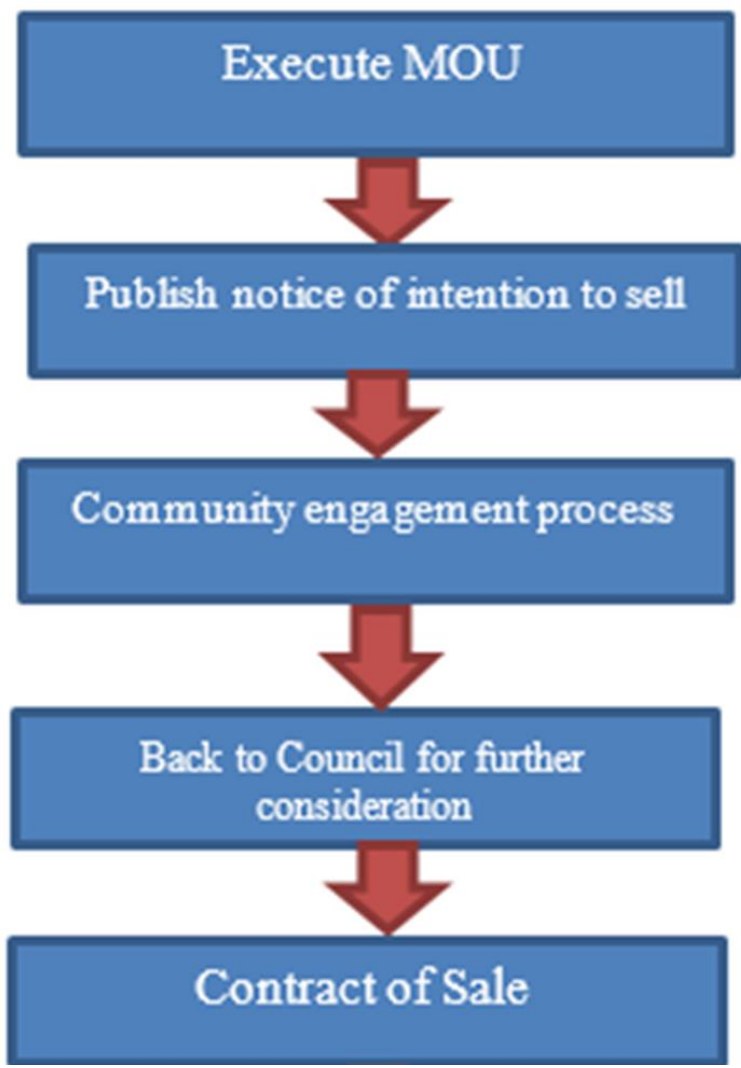 Execute MOU
Publish notice of intention to sell
Community engagement process
Back to Council for further
consideration
Contract of Sale